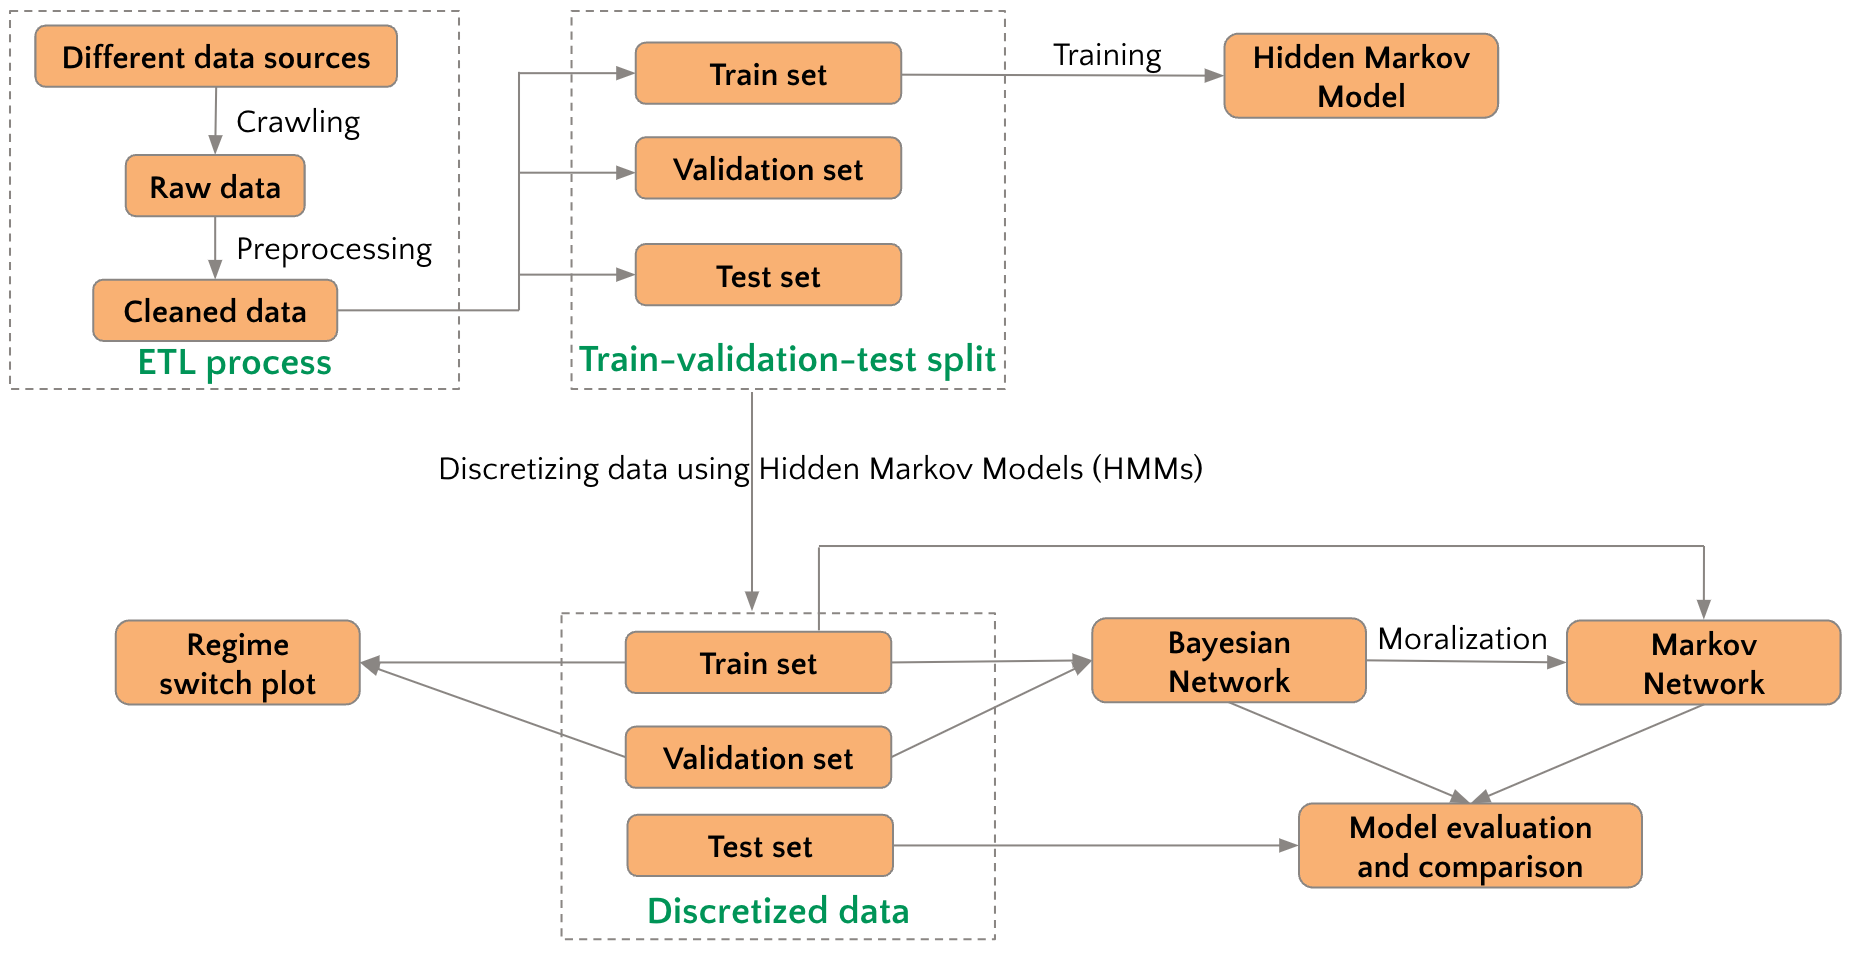 Different data sources
Crawling
Raw data
Preprocessing
Cleaned data
ETL process
Train set
Validation set
Test set
Train-validation-test split
Training
Hidden Markov
Model
Discretizing data using Hidden Markov Models (HMMs)
Regime
switch plot
Train set
Validation set
Test set
Discretized data
Bayesian
Network
Moralization
Markov
Network
Model evaluation
and comparison